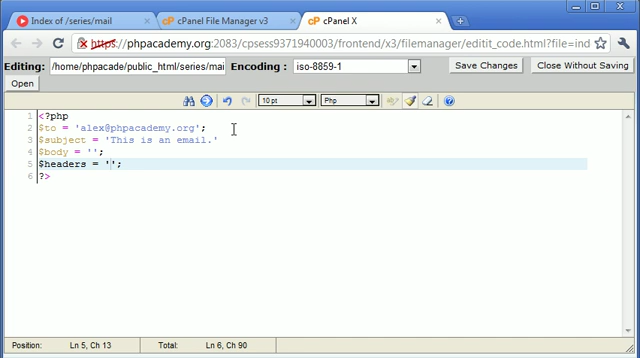 Index of /series/mail
cPanel File Manager v3
cPanel X
https://phpacademy.org:2083/cpsess9371940003/frontend/x3/filemanager/editit_code.html?file=ind
Editing: /home/phpacade/public_html/series/mai Encoding : iso-8859-1 Save Changes Close Without Saving
Open
10 pt Php
1 <?php
2 $to = 'alex@phpacademy.org';
3 $subject = 'This is an email.'
4 $body = '';
5 $headers = '';
6 ?>
Position: Ln 5, Ch 13 Total: Ln 6, Ch 90